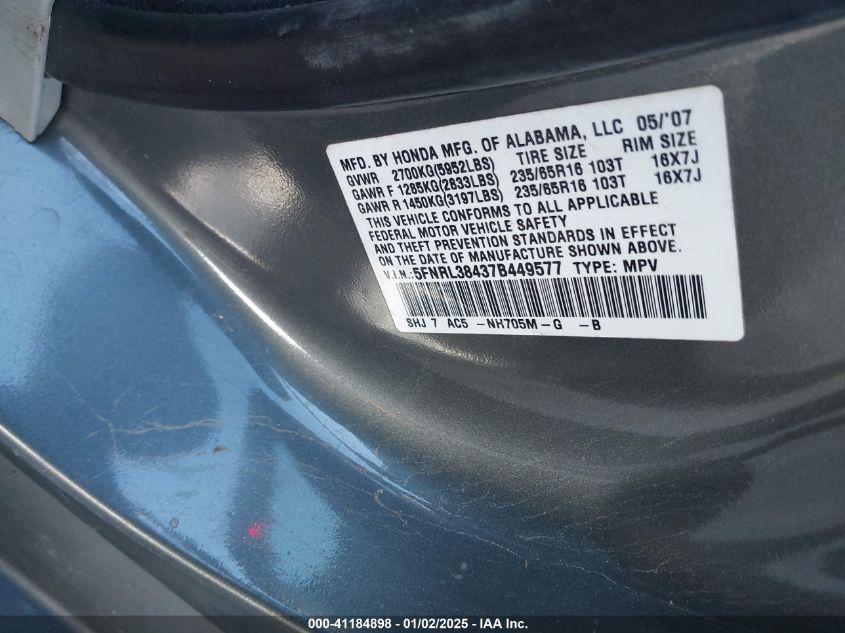 MFD. BY HONDA MFG. OF ALABAMA, LLC 05/'07
GVWR 2700KG(5952LBS) TIRE SIZE RIM SIZE
GAWR F 1285KG(2833LBS) 235/65R16 103T 16X7J
GAWR R 1450KG(3197LBS) 235/65R16 103T 16X7J
THIS VEHICLE CONFORMS TO ALL APPLICABLE
FEDERAL MOTOR VEHICLE SAFETY
AND THEFT PREVENTION STANDARDS IN EFFECT
ON THE DATE OF MANUFACTURE SHOWN ABOVE.
V.I.N.: 5FNRL38437B449577 TYPE: MPV
SHJ 7 AC5 -NH705M-G -B
000-41184898 - 01/02/2025 - IAAI.com